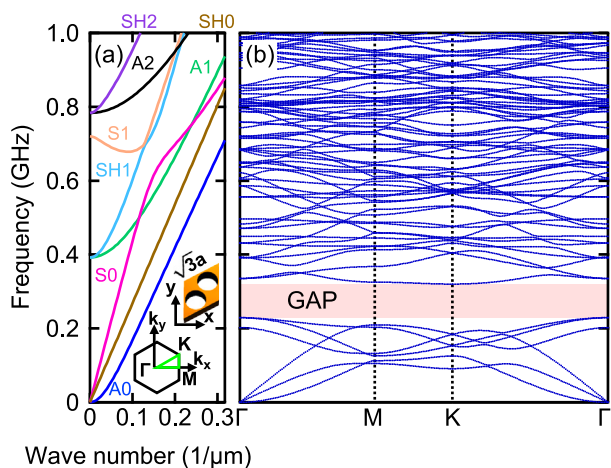 SH2
SH0
1.0
(a)
(b)
A2
A1
0.8
S1
SH1
0.6
0.4
S0
√3a
y
x
GAP
0.2
k_y
K
k_x
Γ
M
A0
0
0
0.1
0.2
0.3
Γ
M
K
Γ
Frequency (GHz)
Wave number (1/μm)